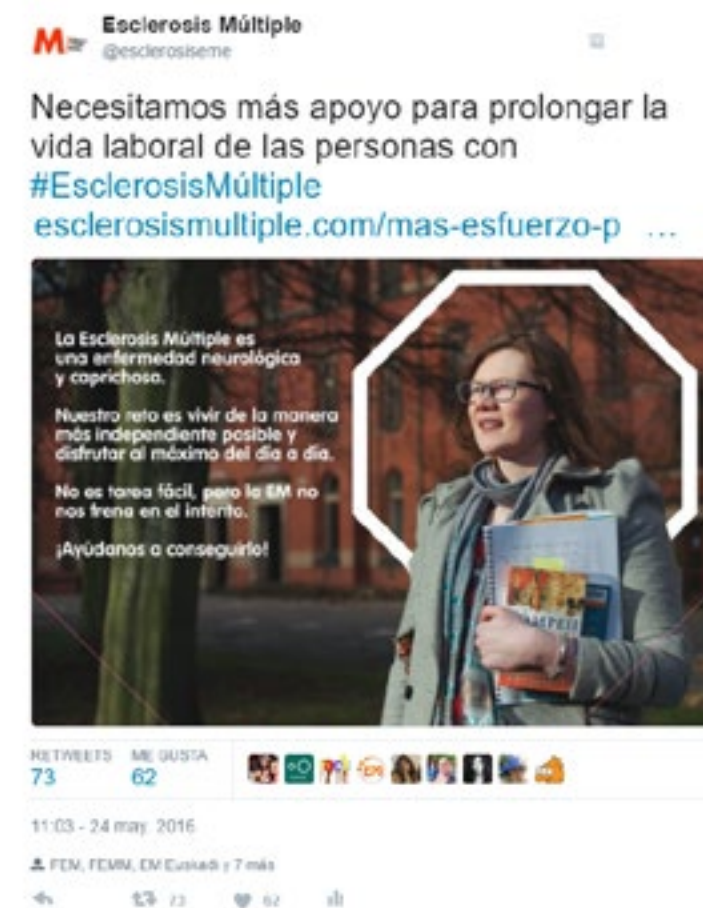 Esclerosis Múltiple
@esclerosiseme
Necesitamos más apoyo para prolongar la
vida laboral de las personas con
#EsclerosisMúltiple
esclerosismultiple.com/mas-esfuerzo-p ...
La Esclerosis Múltiple es
una enfermedad neurológica
y caprichosa.
Nuestro reto es vivir de la manera
más independiente posible y
disfrutar al máximo del día a día.
No es tarea fácil, pero la EM no
nos frena en el intento.
¡Ayúdanos a conseguirlo!
RETWEETS ME GUSTA
73 62
11:03 - 24 may. 2016
FEM, FEMM, EM Euskadi y 7 más
73 62